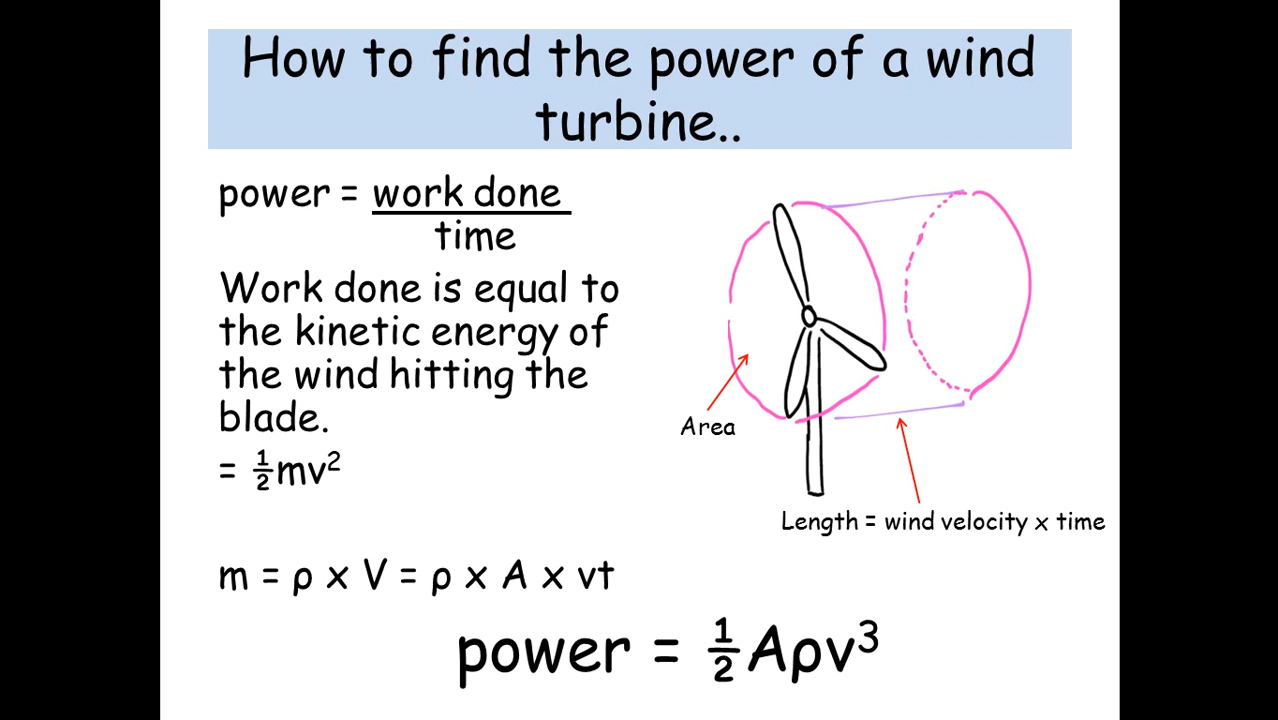 How to find the power of a wind
turbine..
power = work done
time
Work done is equal to
the kinetic energy of
the wind hitting the
blade.
= ½mv²
Area
Length = wind velocity x time
m = ρ x V = ρ x A x vt
power = ½Aρv³